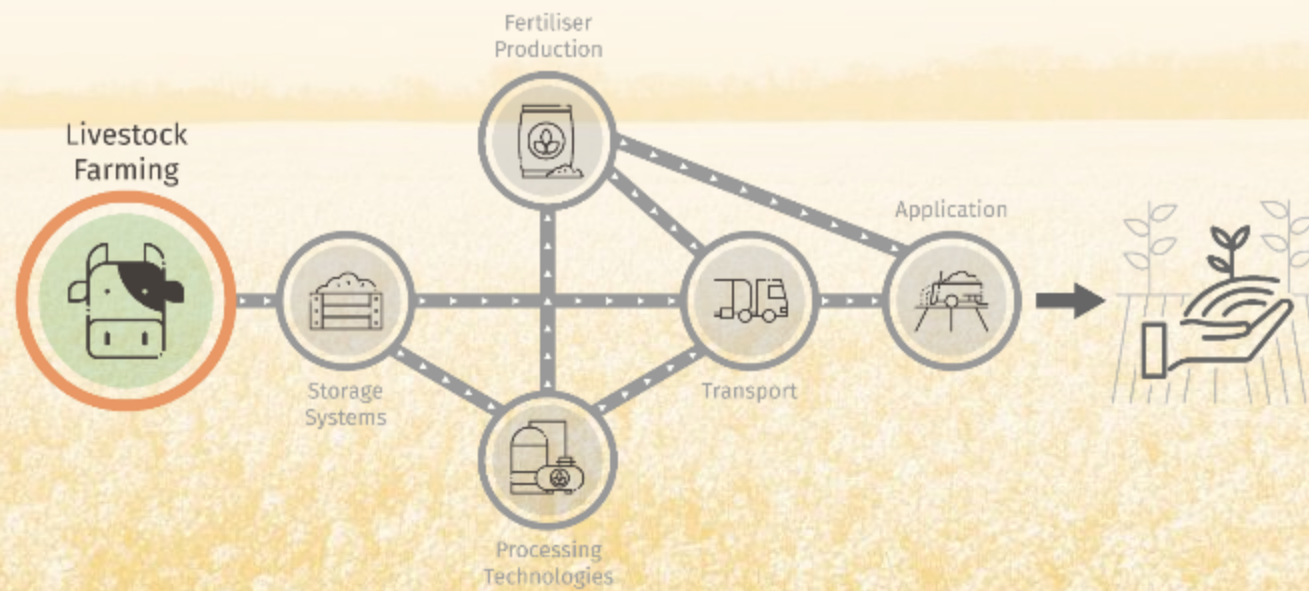 Fertiliser
Production
Livestock
Farming
Application
Storage
Systems
Transport
Processing
Technologies